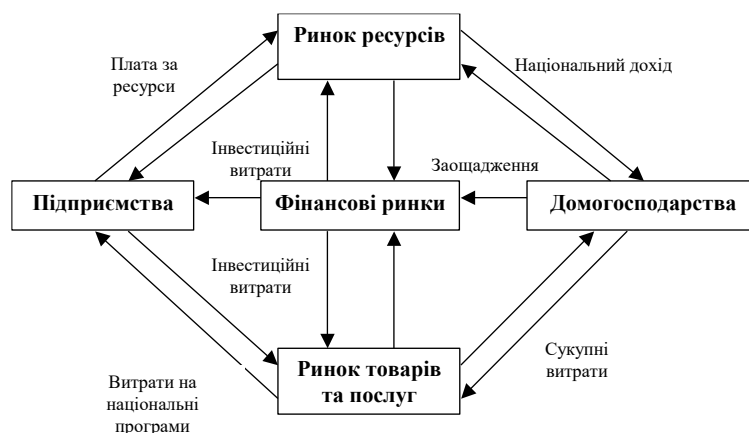 Ринок ресурсів
Плата за
ресурси
Національний дохід
Інвестиційні
витрати
Заощадження
Підприємства
Фінансові ринки
Домогосподарства
Інвестиційні
витрати
Ринок товарів
та послуг
Сукупні
витрати
Витрати на
національні
програми